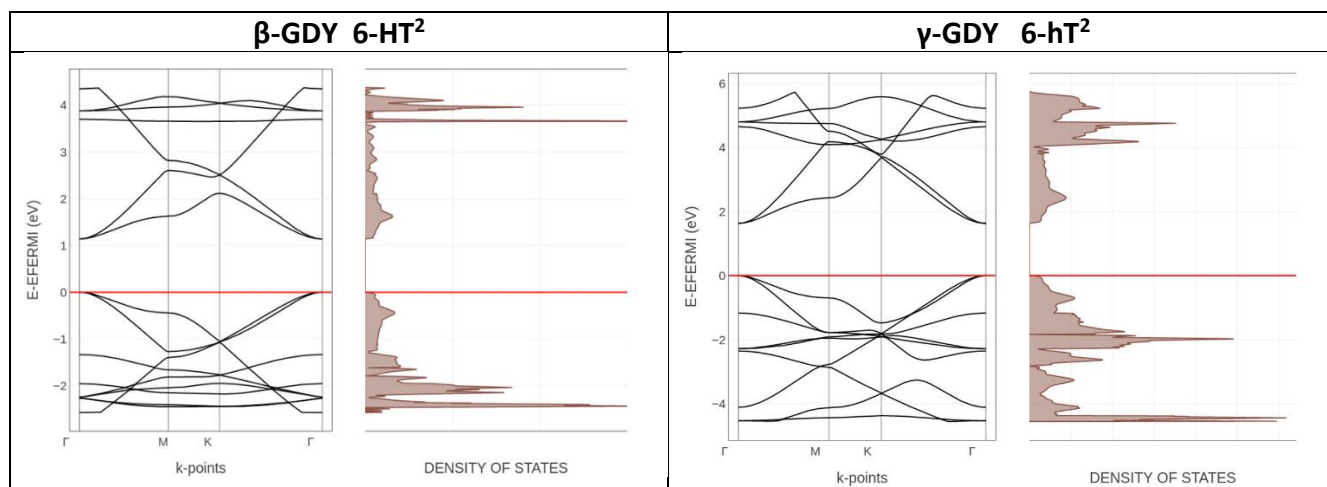 β-GDY 6-HT²
γ-GDY 6-hT²
E-EFERMI (eV)
4
3
2
1
0
−1
−2
Γ
M
K
Γ
k-points
DENSITY OF STATES
E-EFERMI (eV)
6
4
2
0
−2
−4
Γ
M
K
Γ
k-points
DENSITY OF STATES